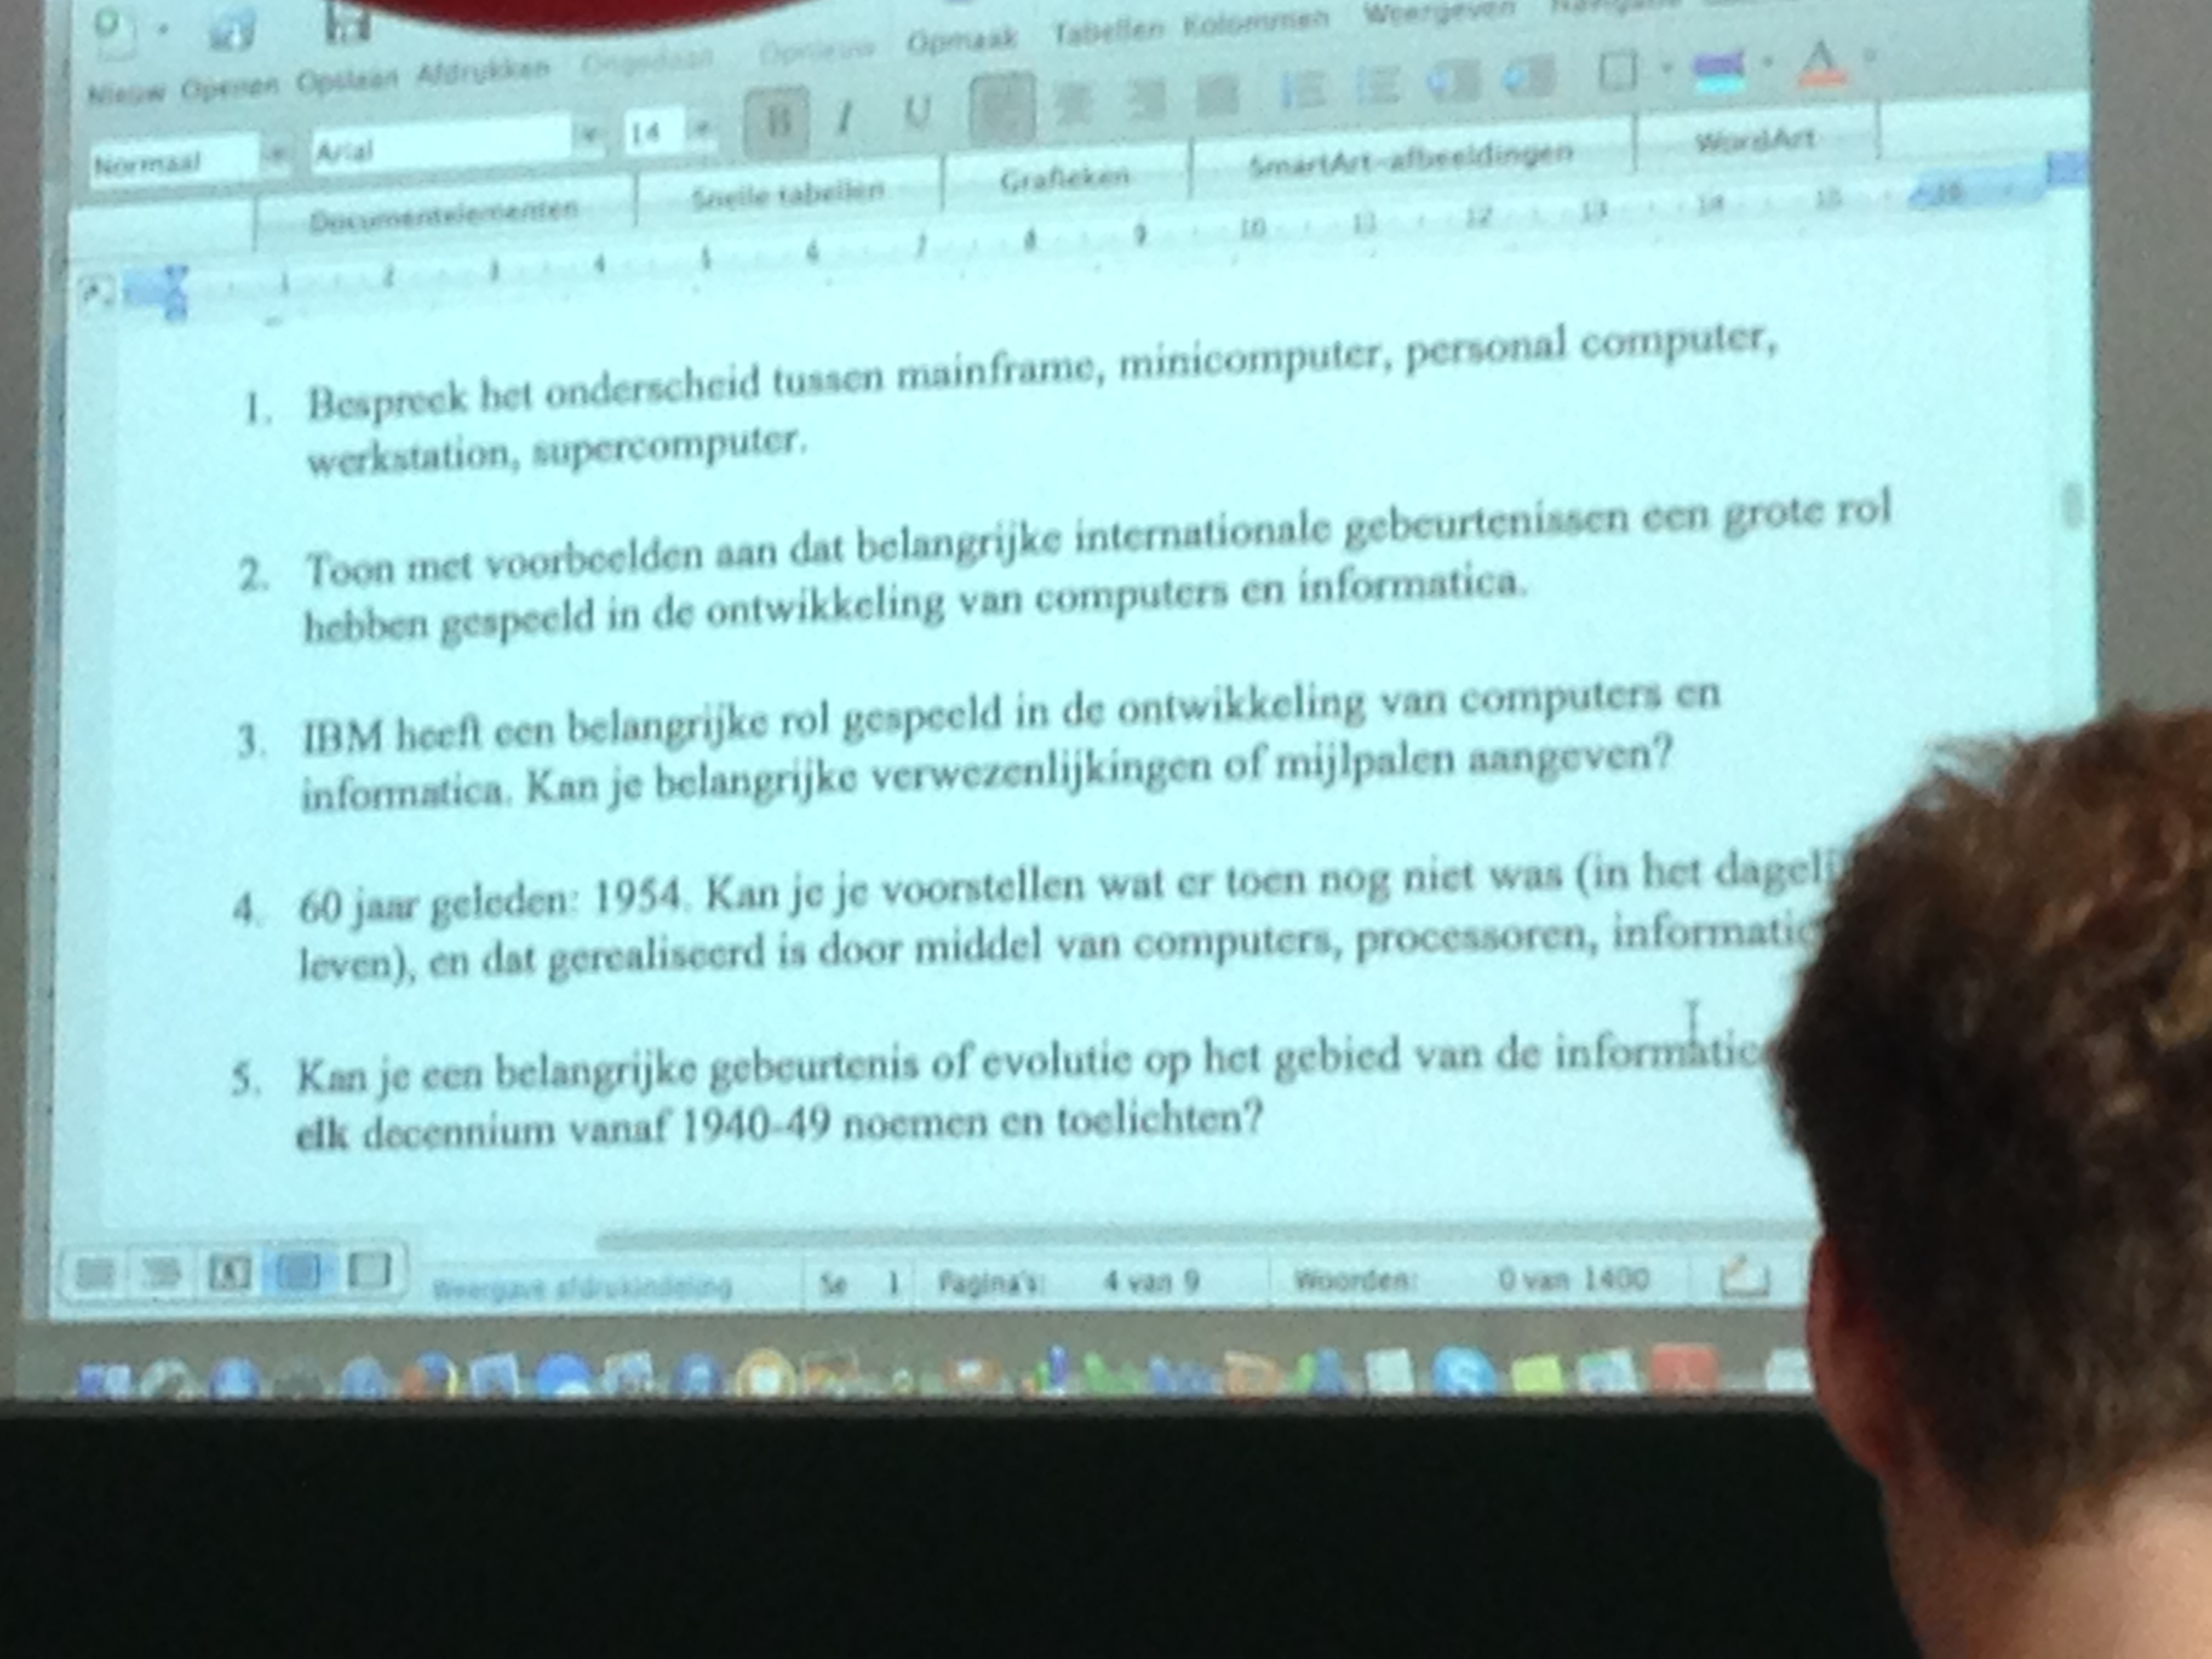 Nieuw Openen Opslaan Afdrukken Ongedaan Opnieuw Opmaak Tabellen Kolommen Weergeven
Normaal Arial 14 B I U A
Documentelementen Snelle tabellen Grafieken SmartArt-afbeeldingen WordArt
1 2 3 4 5 6 7 8 9 10 11 12 13 14 15 16
1. Bespreek het onderscheid tussen mainframe, minicomputer, personal computer,
werkstation, supercomputer.
2. Toon met voorbeelden aan dat belangrijke internationale gebeurtenissen een grote rol
hebben gespeeld in de ontwikkeling van computers en informatica.
3. IBM heeft een belangrijke rol gespeeld in de ontwikkeling van computers en
informatica. Kan je belangrijke verwezenlijkingen of mijlpalen aangeven?
4. 60 jaar geleden: 1954. Kan je je voorstellen wat er toen nog niet was (in het dageli
leven), en dat gerealiseerd is door middel van computers, processoren, informatic
5. Kan je een belangrijke gebeurtenis of evolutie op het gebied van de informatic
elk decennium vanaf 1940-49 noemen en toelichten?
Weergave afdrukindeling Se 1 Pagina's: 4 van 9 Woorden: 0 van 1400